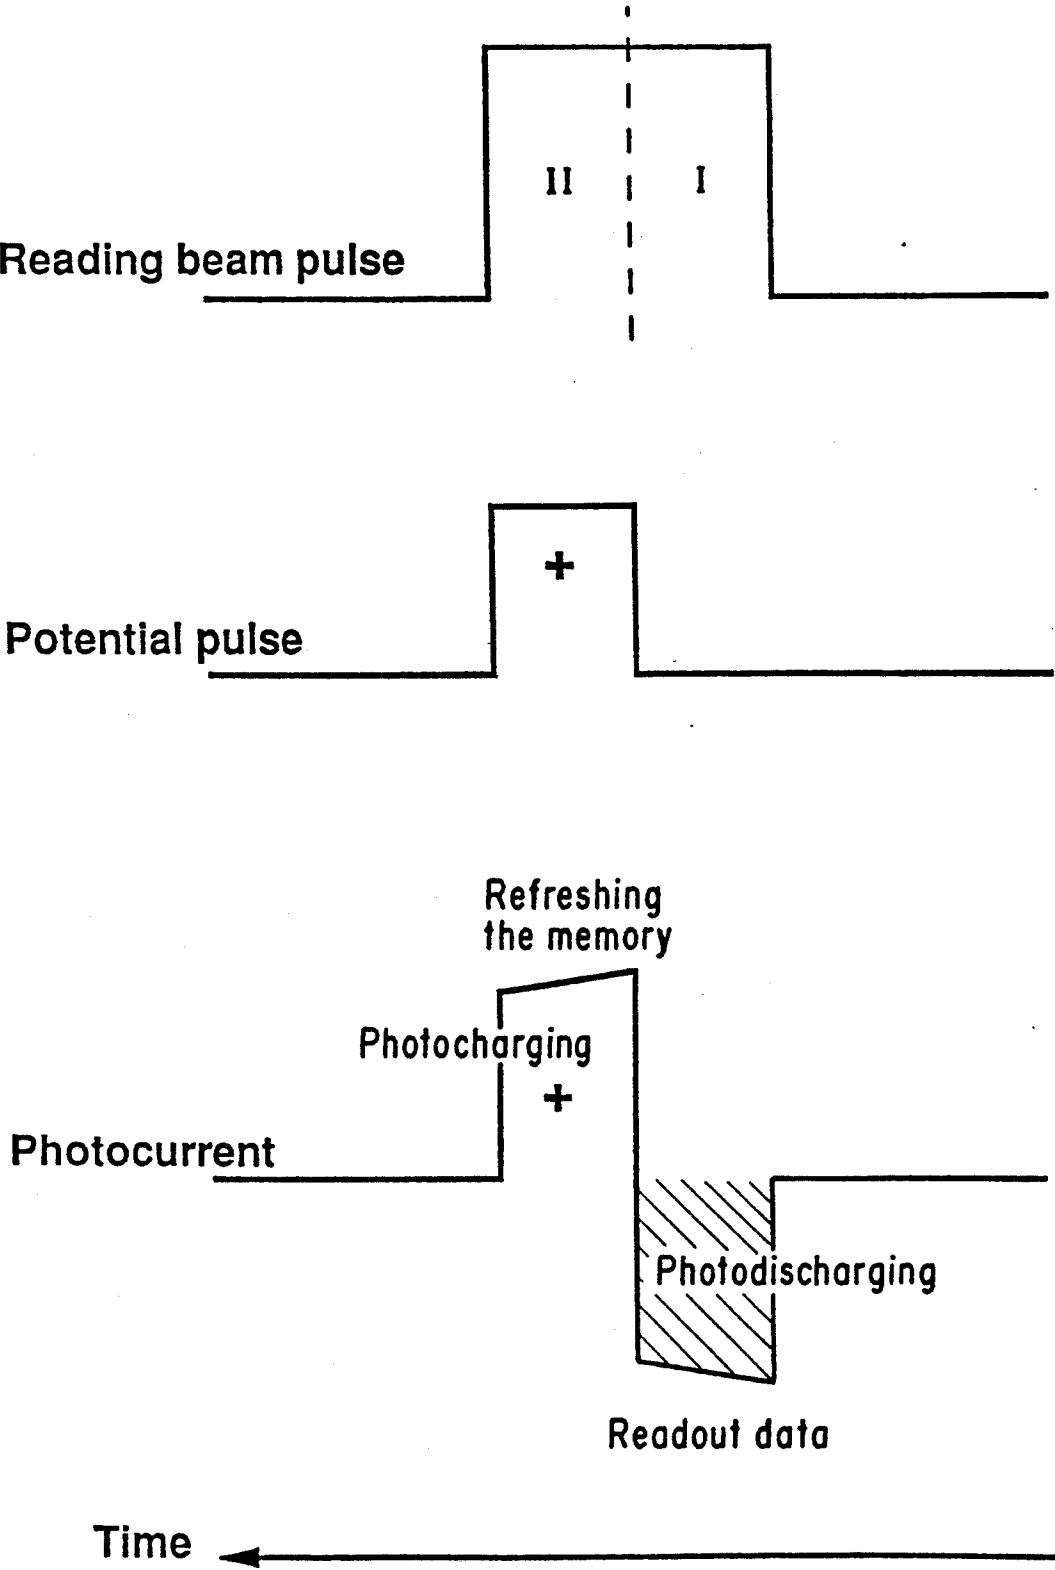 II
I
Reading beam pulse
+
Potential pulse
Refreshing
the memory
Photocharging
+
Photocurrent
Photodischarging
Readout data
Time